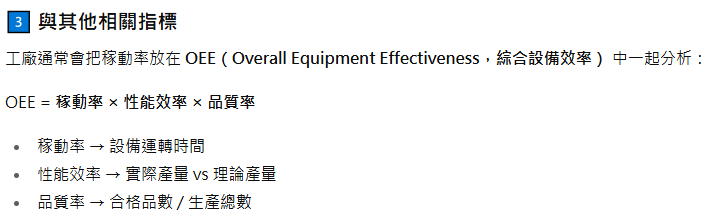 3 與其他相關指標
工廠通常會把稼動率放在 OEE（Overall Equipment Effectiveness，綜合設備效率） 中一起分析：
OEE = 稼動率 × 性能效率 × 品質率
• 稼動率 → 設備運轉時間
• 性能效率 → 實際產量 vs 理論產量
• 品質率 → 合格品數 / 生產總數